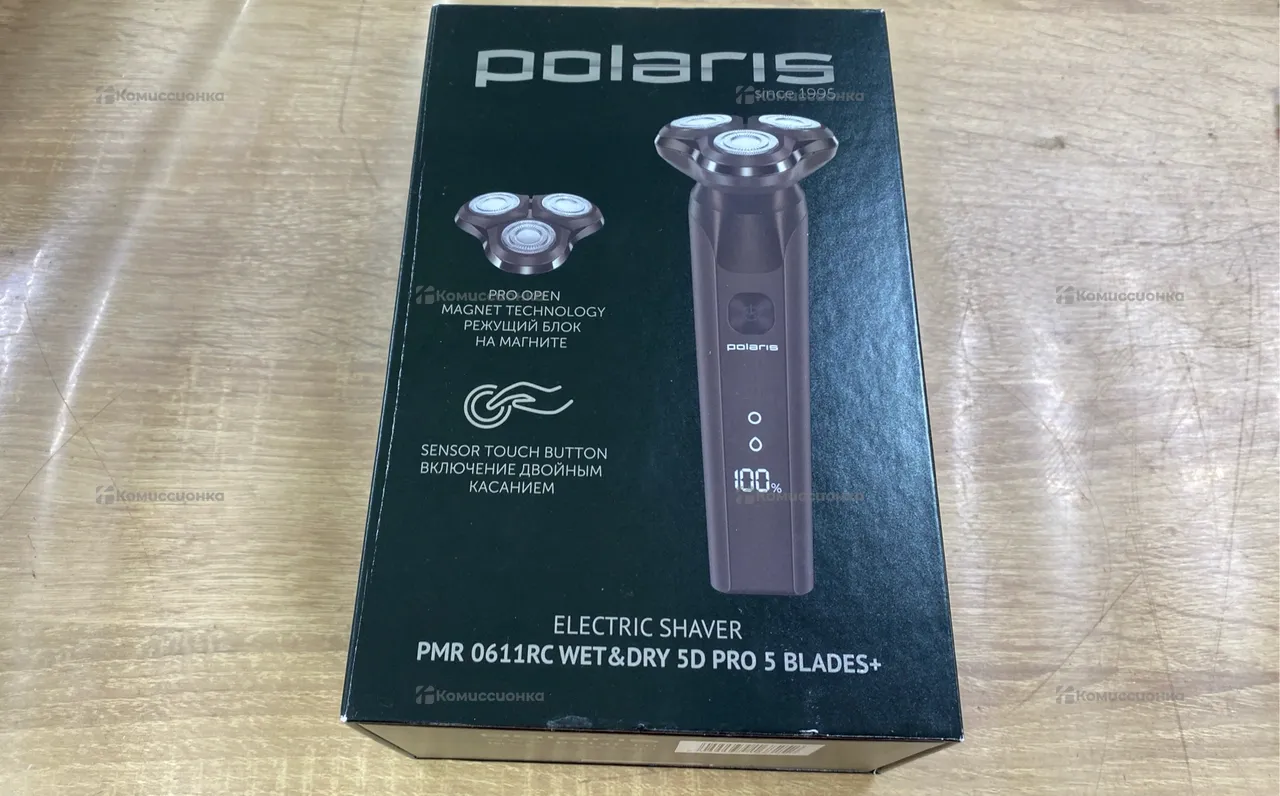 polaris
since 1995
PRO OPEN
MAGNET TECHNOLOGY
РЕЖУЩИЙ БЛОК
НА МАГНИТЕ
SENSOR TOUCH BUTTON
ВКЛЮЧЕНИЕ ДВОЙНЫМ
КАСАНИЕМ
polaris
100%
ELECTRIC SHAVER
PMR 0611RC WET&DRY 5D PRO 5 BLADES+
Комиссионка
Комиссионка
Комиссионка
Комиссионка
Комиссионка
Комиссионка
Комиссионка
Комиссионка